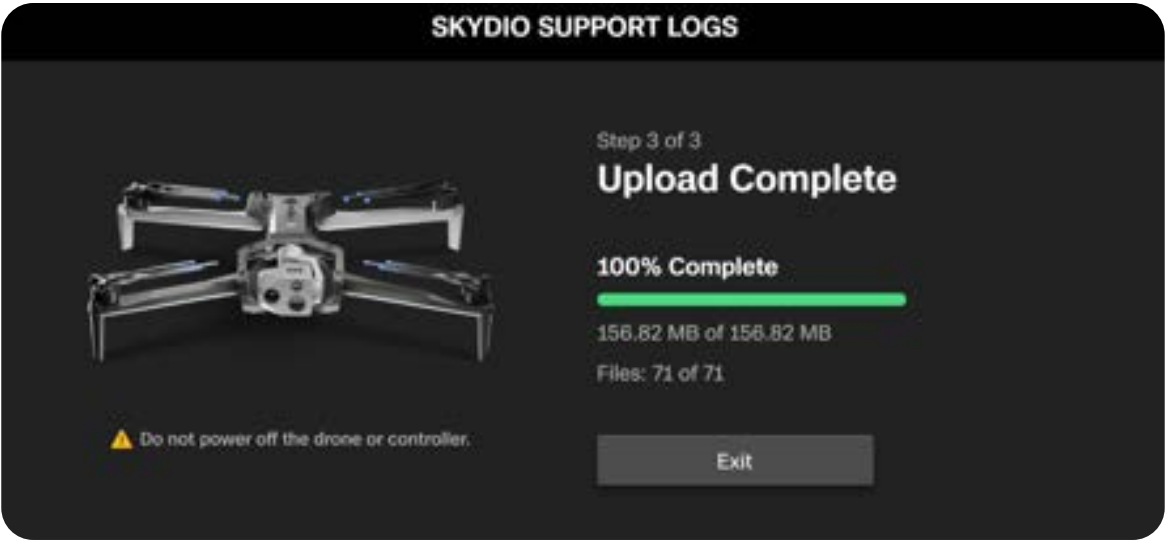 SKYDIO SUPPORT LOGS
Step 3 of 3
Upload Complete
100% Complete
156.82 MB of 156.82 MB
Files: 71 of 71
Do not power off the drone or controller.
Exit